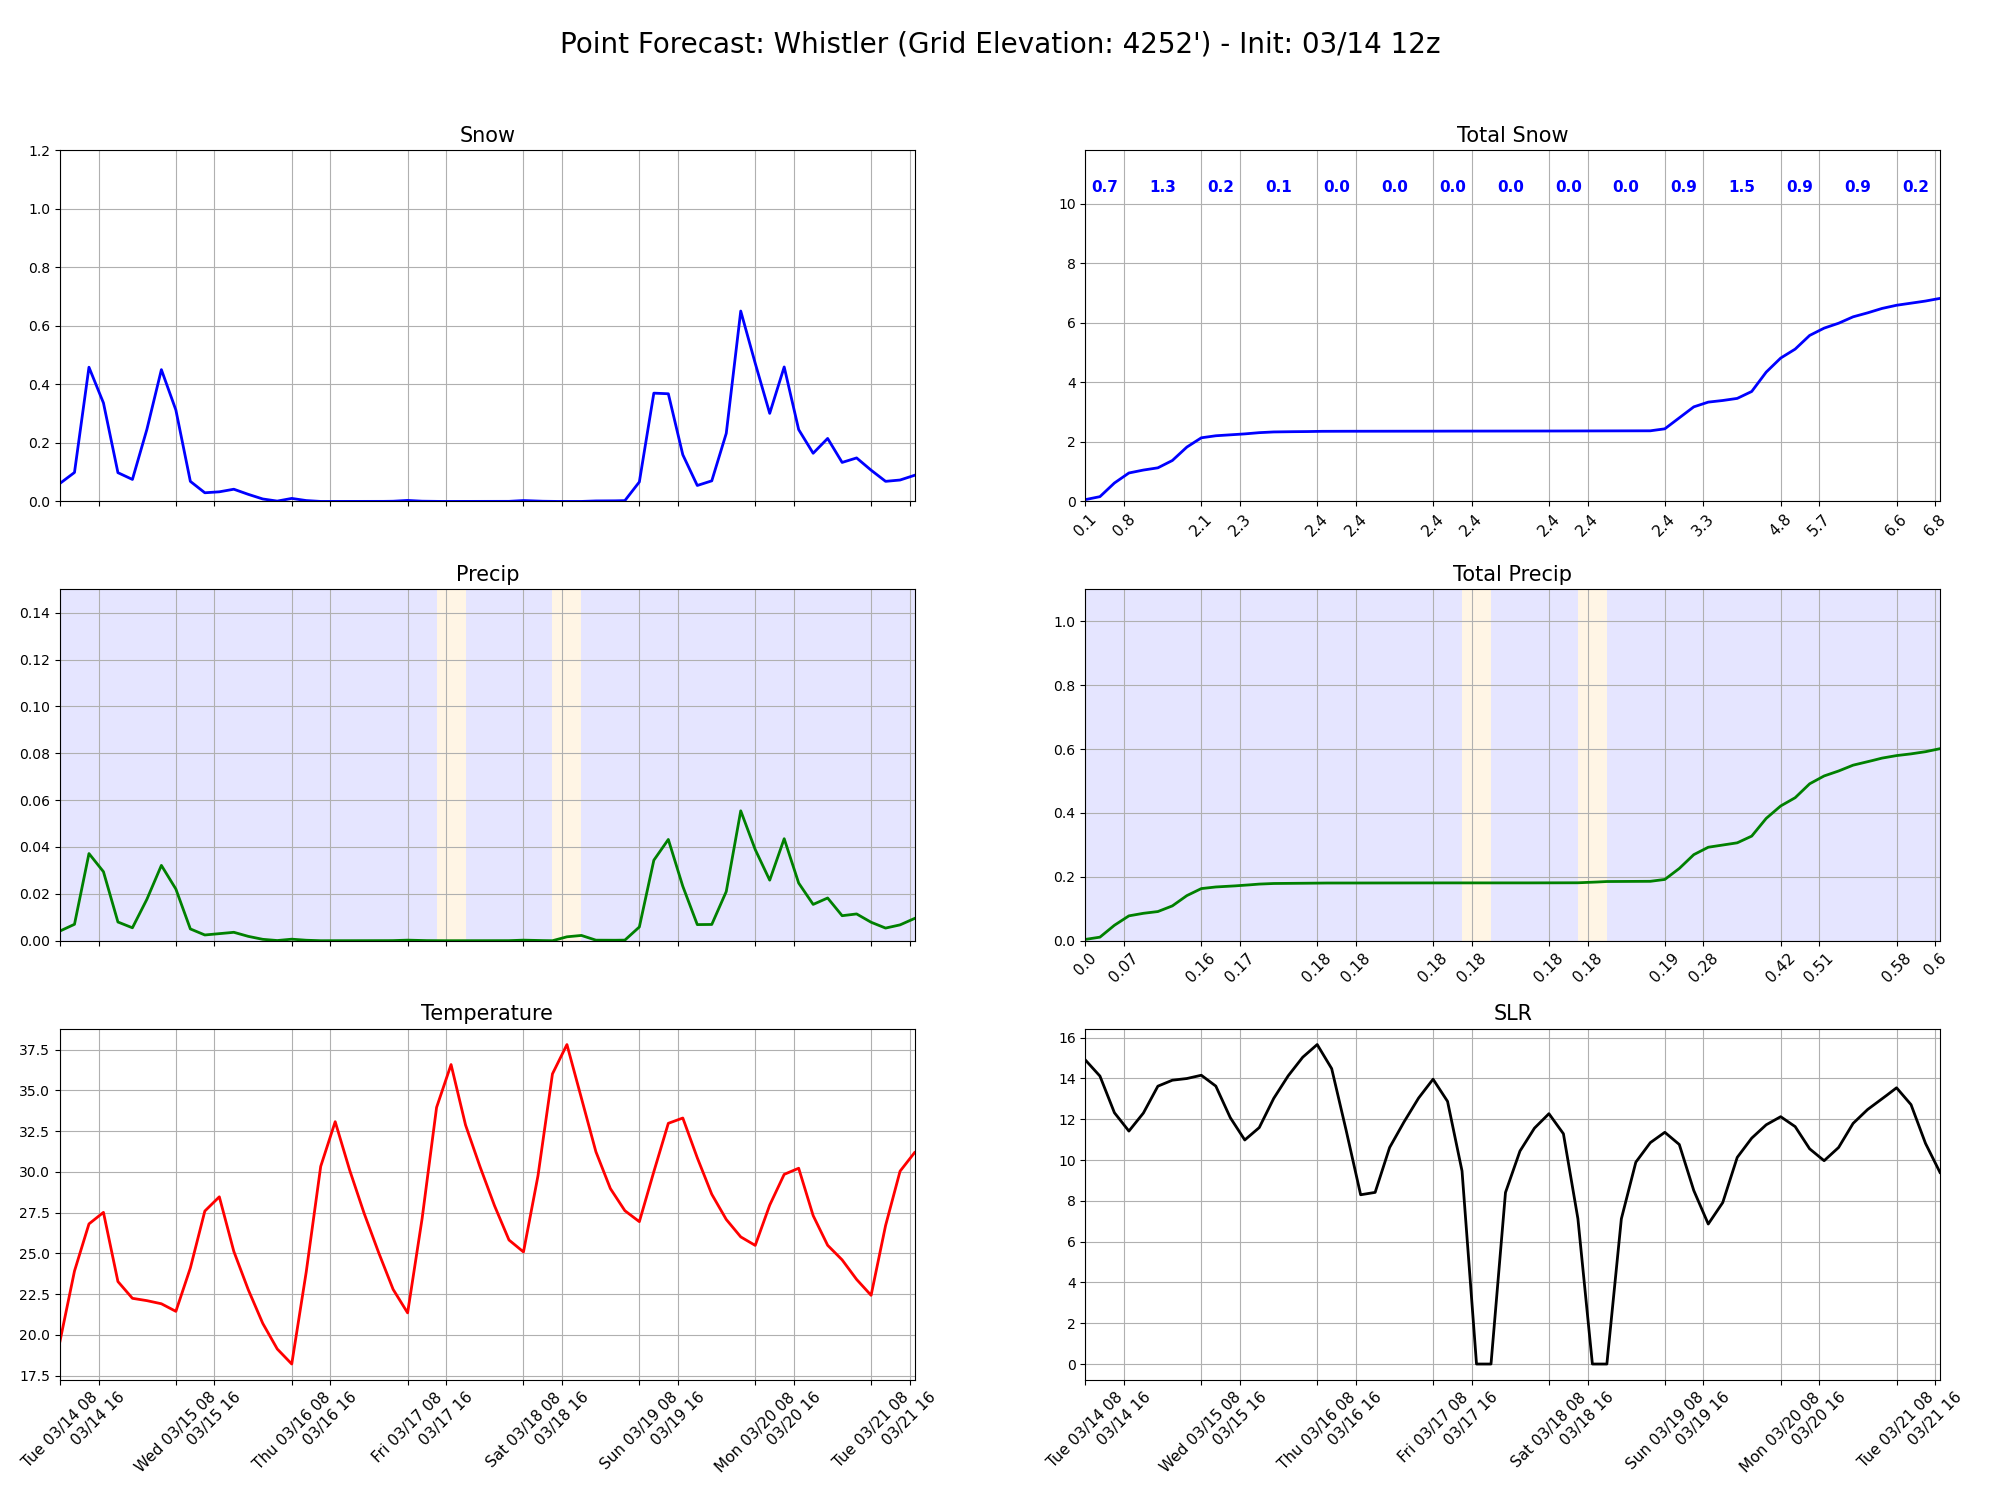 Point Forecast: Whistler (Grid Elevation: 4252') - Init: 03/14 12z
Snow
1.2
1.0
0.8
0.6
0.4
0.2
0.0
Total Snow
0.7 1.3 0.2 0.1 0.0 0.0 0.0 0.0 0.0 0.0 0.9 1.5 0.9 0.9 0.2
10
8
6
4
2
0
0.1 0.8 2.1 2.3 2.4 2.4 2.4 2.4 2.4 2.4 2.4 3.3 4.8 5.7 6.6 6.8
Precip
0.14
0.12
0.10
0.08
0.06
0.04
0.02
0.00
Total Precip
1.0
0.8
0.6
0.4
0.2
0.0
0.0 0.07 0.16 0.17 0.18 0.18 0.18 0.18 0.18 0.18 0.19 0.28 0.42 0.51 0.58 0.6
Temperature
37.5
35.0
32.5
30.0
27.5
25.0
22.5
20.0
17.5
Tue 03/14 08
03/14 16
Wed 03/15 08
03/15 16
Thu 03/16 08
03/16 16
Fri 03/17 08
03/17 16
Sat 03/18 08
03/18 16
Sun 03/19 08
03/19 16
Mon 03/20 08
03/20 16
Tue 03/21 08
03/21 16
SLR
16
14
12
10
8
6
4
2
0
Tue 03/14 08
03/14 16
Wed 03/15 08
03/15 16
Thu 03/16 08
03/16 16
Fri 03/17 08
03/17 16
Sat 03/18 08
03/18 16
Sun 03/19 08
03/19 16
Mon 03/20 08
03/20 16
Tue 03/21 08
03/21 16